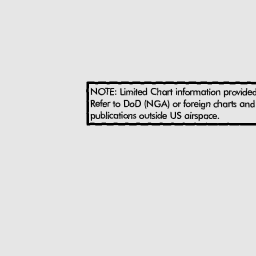 NOTE: Limited Chart information provided
Refer to DoD (NGA) or foreign charts and
publications outside US airspace.